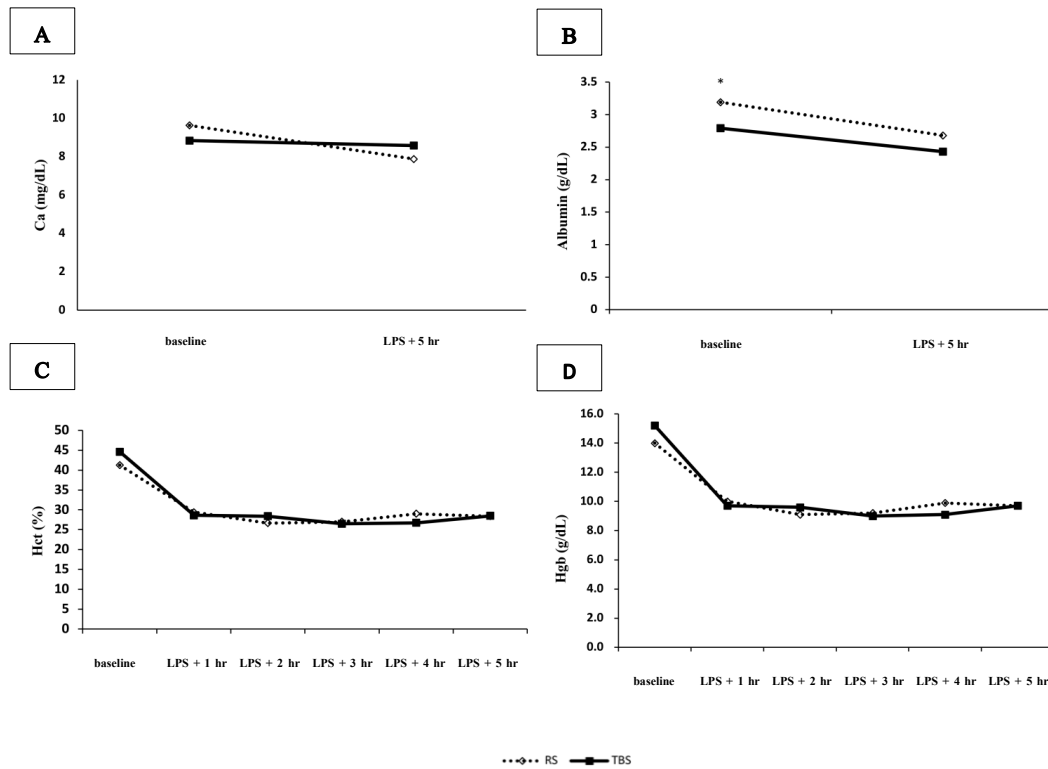 A
Ca (mg/dL)
12
10
8
6
4
2
0
baseline LPS + 5 hr
B
*
Albumin (g/dL)
3.5
3
2.5
2
1.5
1
0.5
0
baseline LPS + 5 hr
C
Hct (%)
50
45
40
35
30
25
20
15
10
5
0
baseline LPS + 1 hr LPS + 2 hr LPS + 3 hr LPS + 4 hr LPS + 5 hr
D
Hgb (g/dL)
16.0
14.0
12.0
10.0
8.0
6.0
4.0
2.0
0.0
baseline LPS + 1 hr LPS + 2 hr LPS + 3 hr LPS + 4 hr LPS + 5 hr
RS TBS